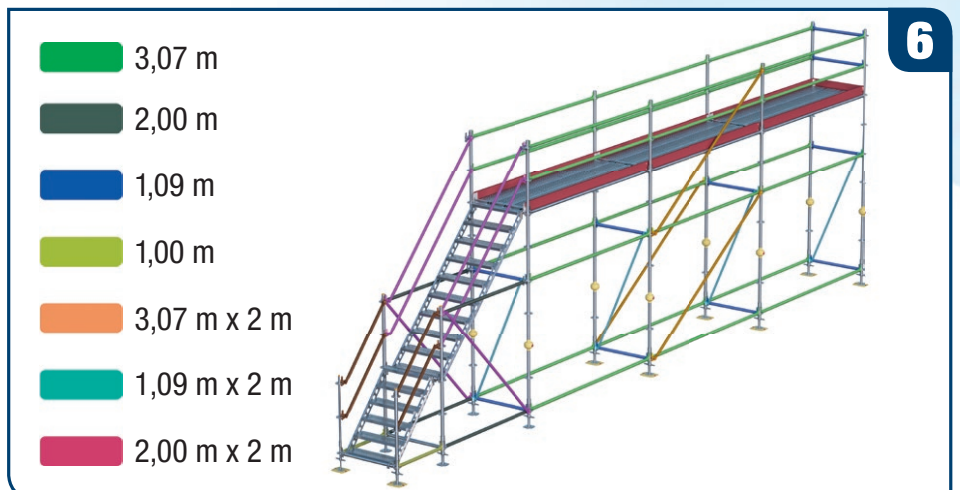 6
3,07 m
2,00 m
1,09 m
1,00 m
3,07 m x 2 m
1,09 m x 2 m
2,00 m x 2 m